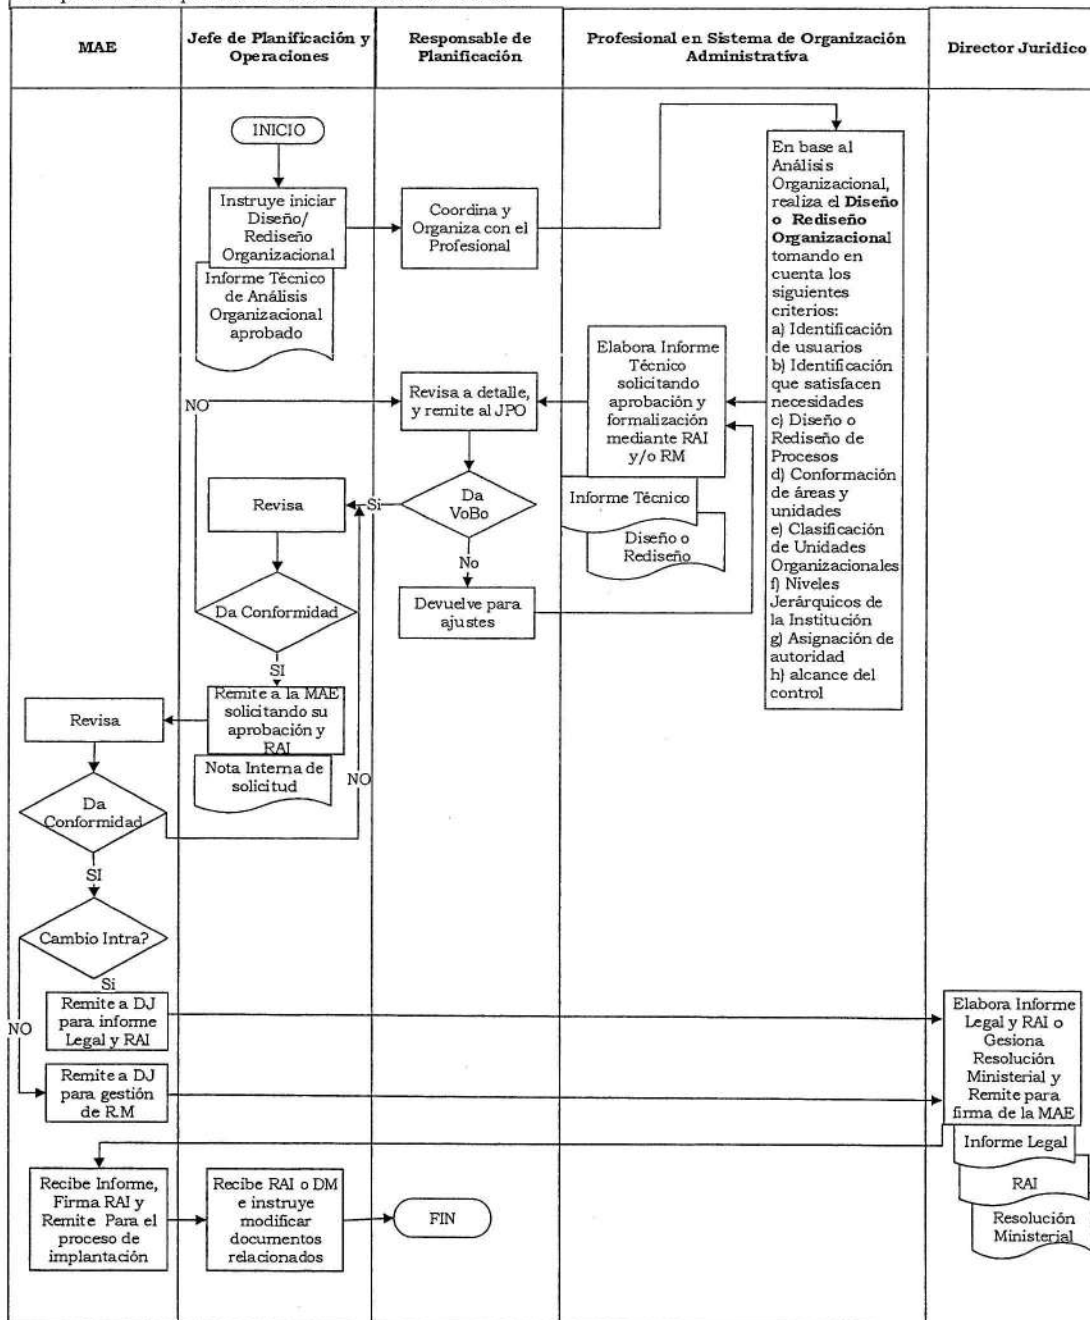 MAE
Jefe de Planificación y
Operaciones
Responsable de
Planificación
Profesional en Sistema de Organización
Administrativa
Director Juridico
INICIO
Instruye iniciar
Diseño/
Rediseño
Organizacional
Informe Técnico
de Análisis
Organizacional
aprobado
Coordina y
Organiza con el
Profesional
En base al
Análisis
Organizacional,
realiza el Diseño
o Rediseño
Organizacional
tomando en
cuenta los
siguientes
criterios:
a) Identificación
de usuarios
b) Identificación
que satisfacen
necesidades
c) Diseño o
Rediseño de
Procesos
d) Conformación
de áreas y
unidades
e) Clasificación
de Unidades
Organizacionales
f) Niveles
Jerárquicos de
la Institución
g) Asignación de
autoridad
h) alcance del
control
Elabora Informe
Técnico
solicitando
aprobación y
formalización
mediante RAI
y/o RM
Informe Técnico
Diseño o
Rediseño
Revisa a detalle,
y remite al JPO
Da
VoBo
Si
No
Devuelve para
ajustes
NO
Revisa
Da Conformidad
SI
Remite a la MAE
solicitando su
aprobación y
RAI
Nota Interna de
solicitud
NO
Revisa
Da
Conformidad
SI
Cambio Intra?
Si
NO
Remite a DJ
para informe
Legal y RAI
Remite a DJ
para gestión
de RM
Elabora Informe
Legal y RAI o
Gesiona
Resolución
Ministerial y
Remite para
firma de la MAE
Informe Legal
RAI
Resolución
Ministerial
Recibe Informe,
Firma RAI y
Remite Para el
proceso de
implantación
Recibe RAI o DM
e instruye
modificar
documentos
relacionados
FIN